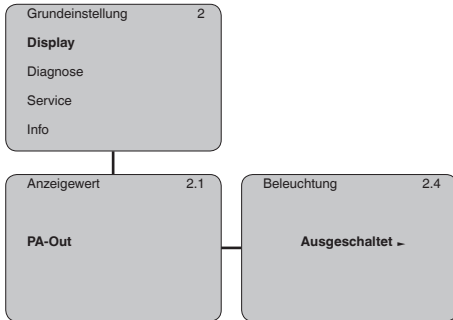 Grundeinstellung 2
Display
Diagnose
Service
Info
Anzeigewert 2.1
PA-Out
Beleuchtung 2.4
Ausgeschaltet ►